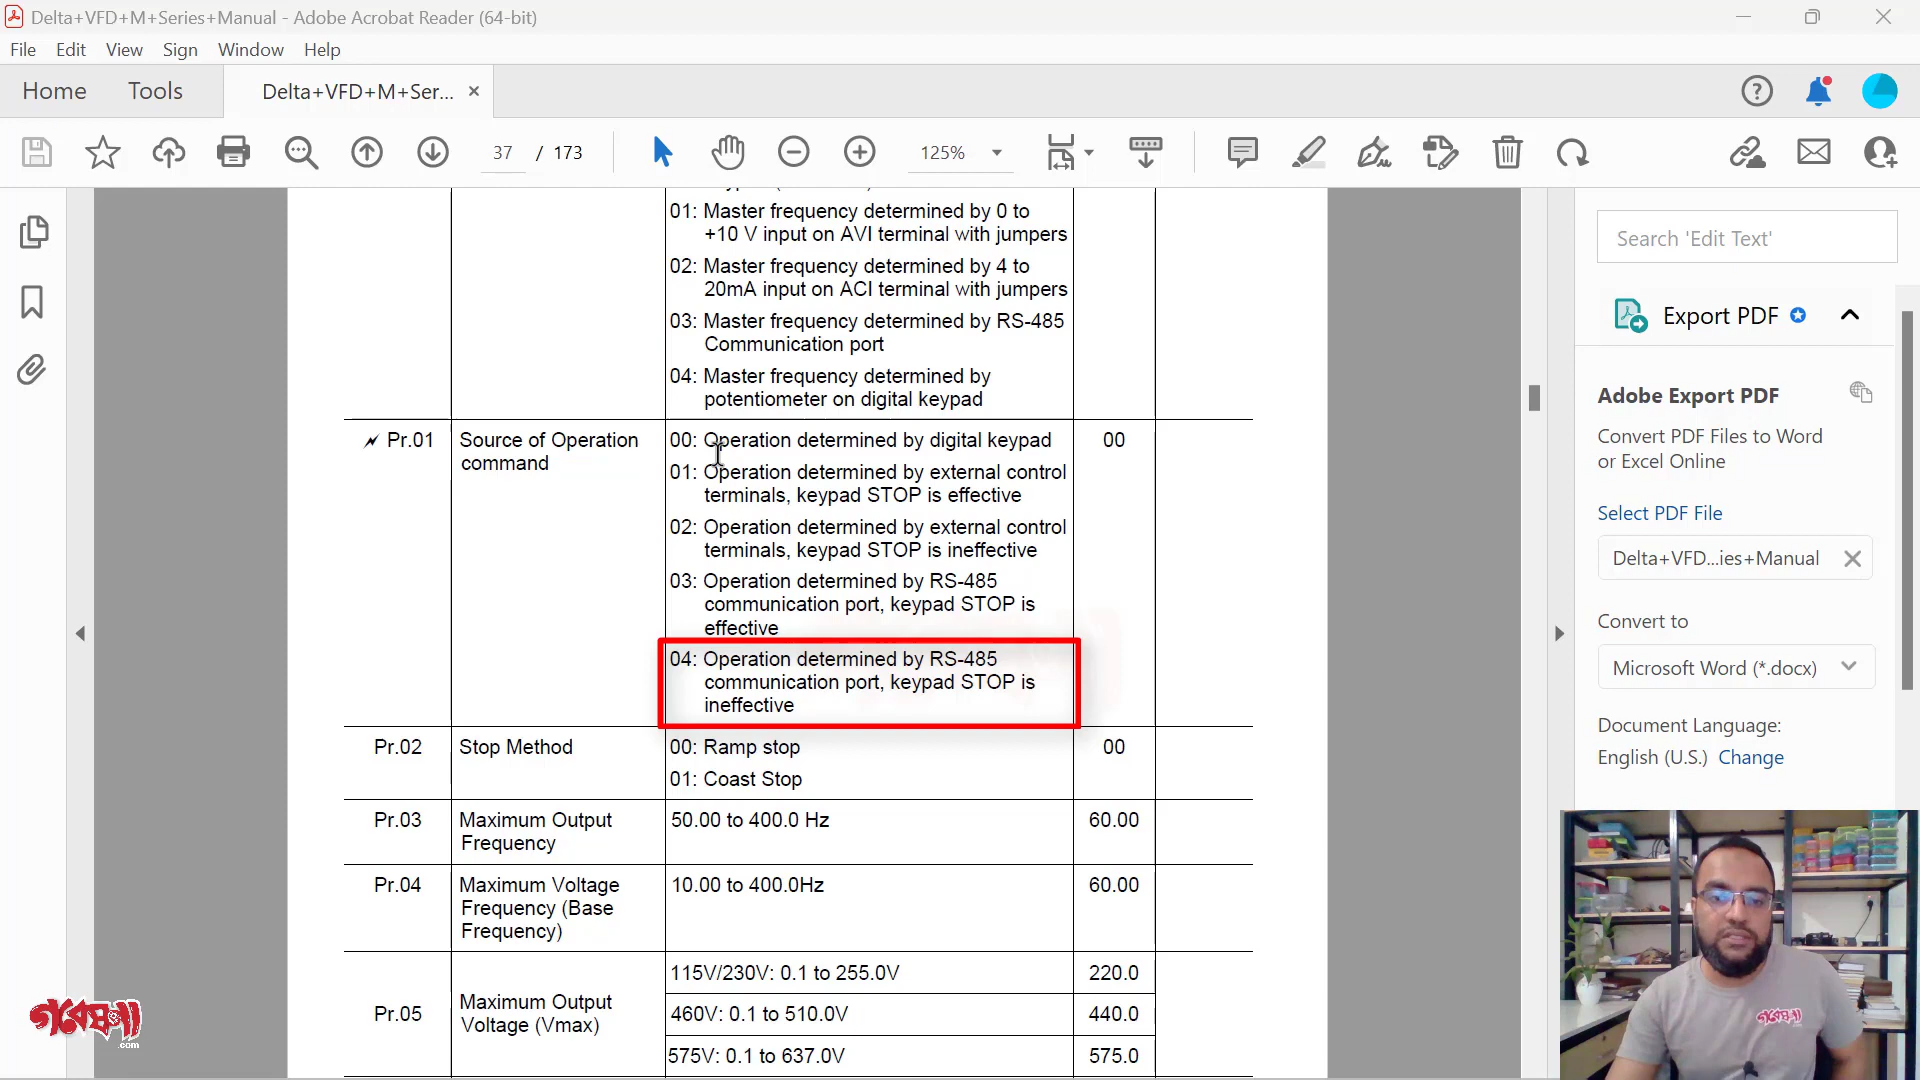 Delta+VFD+M+Series+Manual - Adobe Acrobat Reader (64-bit)
File Edit View Sign Window Help
Home Tools Delta+VFD+M+Ser... ×
37 / 173 125%
01: Master frequency determined by 0 to
+10 V input on AVI terminal with jumpers
02: Master frequency determined by 4 to
20mA input on ACI terminal with jumpers
03: Master frequency determined by RS-485
Communication port
04: Master frequency determined by
potentiometer on digital keypad
Pr.01 Source of Operation 00: Operation determined by digital keypad 00
command
01: Operation determined by external control
terminals, keypad STOP is effective
02: Operation determined by external control
terminals, keypad STOP is ineffective
03: Operation determined by RS-485
communication port, keypad STOP is
effective
04: Operation determined by RS-485
communication port, keypad STOP is
ineffective
Pr.02 Stop Method 00: Ramp stop 00
01: Coast Stop
Pr.03 Maximum Output 50.00 to 400.0 Hz 60.00
Frequency
Pr.04 Maximum Voltage 10.00 to 400.0Hz 60.00
Frequency (Base
Frequency)
115V/230V: 0.1 to 255.0V 220.0
Pr.05 Maximum Output 460V: 0.1 to 510.0V 440.0
Voltage (Vmax)
575V: 0.1 to 637.0V 575.0
Search 'Edit Text'
Export PDF
Adobe Export PDF
Convert PDF Files to Word
or Excel Online
Select PDF File
Delta+VFD...ies+Manual
Convert to
Microsoft Word (*.docx)
Document Language:
English (U.S.) Change
গবেষণা
.com
গবেষণা